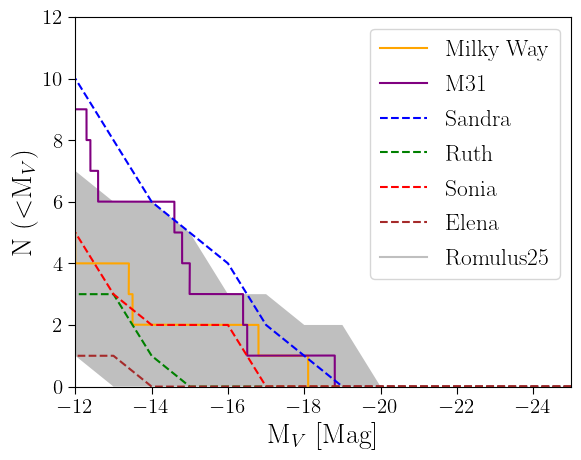 12
10
8
6
4
2
0
N (<M_V)
Milky Way
M31
Sandra
Ruth
Sonia
Elena
Romulus25
−12 −14 −16 −18 −20 −22 −24
M_V [Mag]